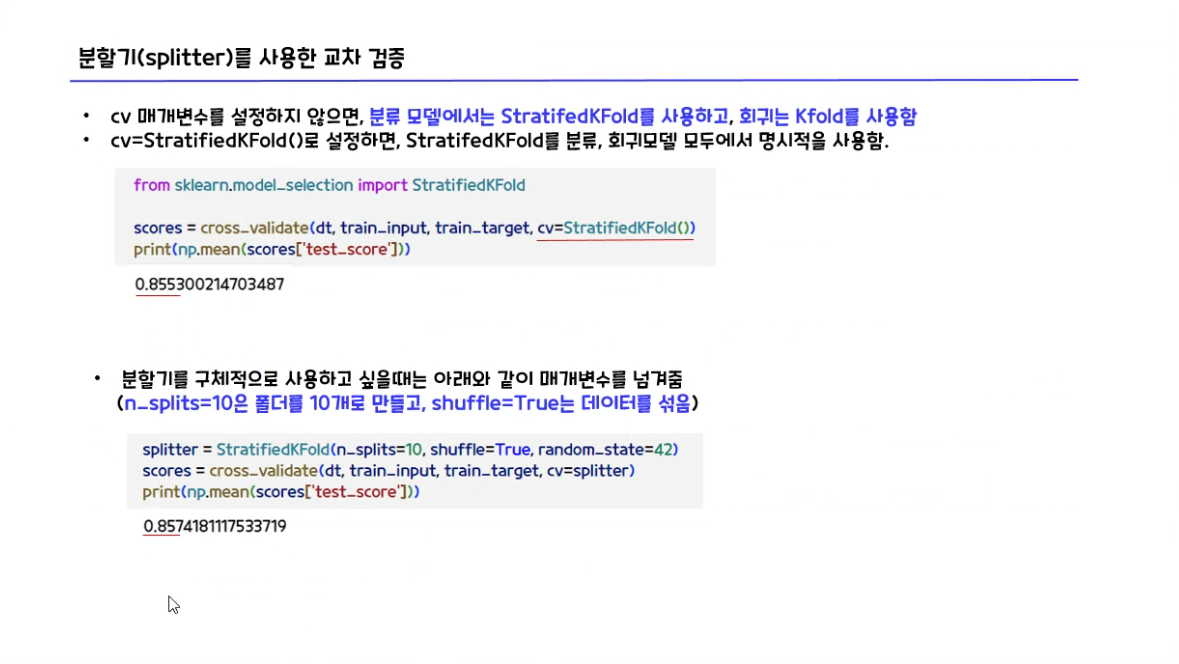 분할기(splitter)를 사용한 교차 검증
• cv 매개변수를 설정하지 않으면, 분류 모델에서는 StratifedKFold를 사용하고, 회귀는 Kfold를 사용함
• cv=StratifiedKFold()로 설정하면, StratifedKFold를 분류, 회귀모델 모두에서 명시적을 사용함.
from sklearn.model_selection import StratifiedKFold
scores = cross_validate(dt, train_input, train_target, cv=StratifiedKFold())
print(np.mean(scores['test_score']))
0.855300214703487
• 분할기를 구체적으로 사용하고 싶을때는 아래와 같이 매개변수를 넘겨줌
(n_splits=10은 폴더를 10개로 만들고, shuffle=True는 데이터를 섞음)
splitter = StratifiedKFold(n_splits=10, shuffle=True, random_state=42)
scores = cross_validate(dt, train_input, train_target, cv=splitter)
print(np.mean(scores['test_score']))
0.8574181117533719